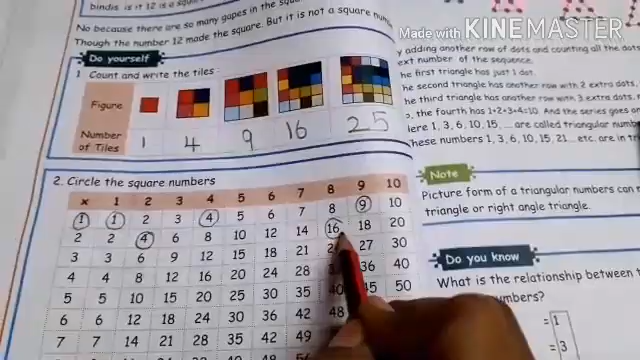 bindis is it 12 is a
No because there are so many gapes in the
Though the number 12 made the square. But it is not a square
Do yourself
1 Count and write the tiles
Figure
Number of Tiles
1 4 9 16 25
2. Circle the square numbers
x 1 2 3 4 5 6 7 8 9 10
1 1 2 3 4 5 6 7 8 9 10
2 2 4 6 8 10 12 14 16 18 20
3 3 6 9 12 15 18 21 27 30
4 4 8 12 16 20 24 28 36 40
5 5 10 15 20 25 30 35 40 45 50
6 6 12 18 24 30 36 42 48
7 7 14 21 28 35 42 49
Made with KINEMASTER
y adding another row of dots and counting all the dots
ext number of the sequence.
he first triangle has just 1 dot.
he second triangle has another row with 2 extra dots,
he third triangle has another row with 3 extra dots,
the fourth has 1+2+3+4=10. And the series goes
ere 1, 3, 6, 10, 15, .... are called triangular
hese numbers 1, 3, 6, 10, 15, 21... etc. are in
Note
Picture form of a triangular numbers can
triangle or right angle triangle.
Do you know
What is the relationship between
umbers?
= 1
= 3